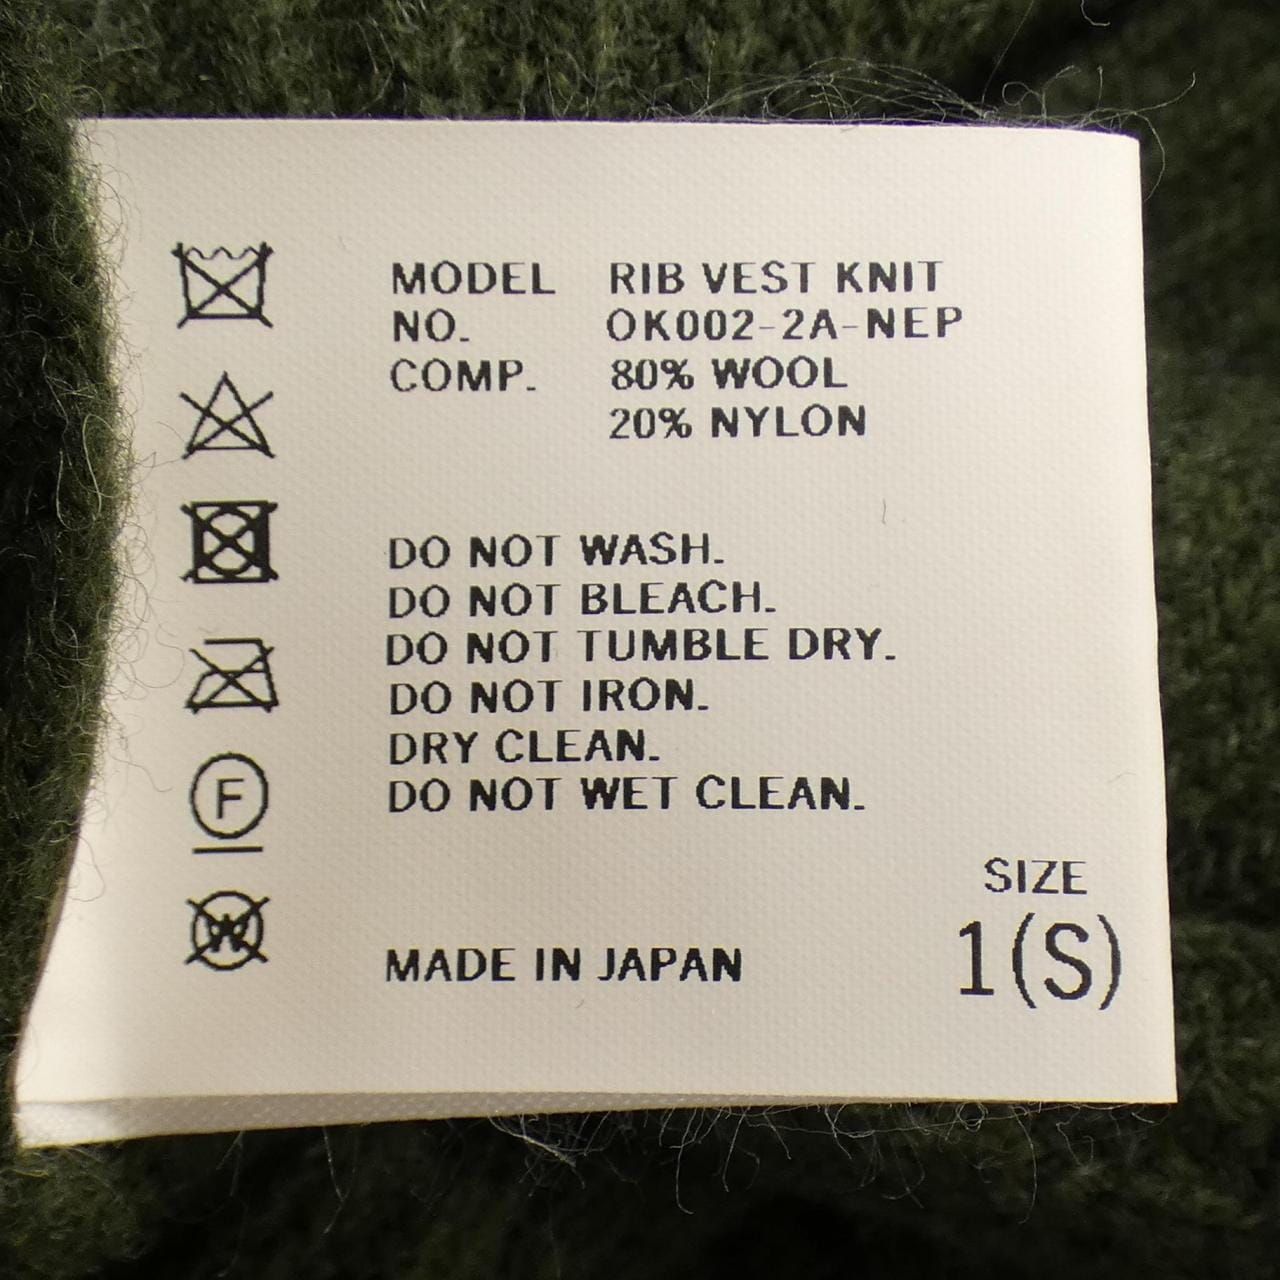 MODEL RIB VEST KNIT
NO. OK002-2A-NEP
COMP. 80% WOOL
20% NYLON
DO NOT WASH.
DO NOT BLEACH.
DO NOT TUMBLE DRY.
DO NOT IRON.
DRY CLEAN.
DO NOT WET CLEAN.
F
W
MADE IN JAPAN
SIZE
1(S)